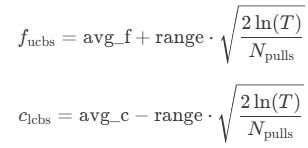 f_ucbs = avg_f + range · √(2 ln(T) / N_pulls)
c_lcbs = avg_c − range · √(2 ln(T) / N_pulls)